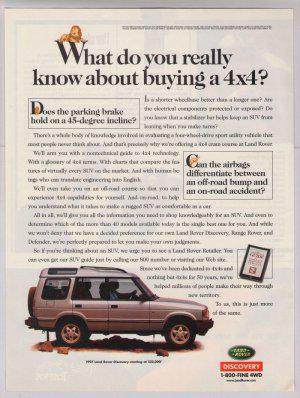 What do you really
know about buying a 4x4?
Does the parking brake
hold on a 45-degree incline?
Is a shorter wheelbase better than a longer one? Are
the electrical components protected or exposed? Do
you know that a stabilizer bar helps keep an SUV from
leaning when you make turns?
There's a whole body of knowledge involved in evaluating a four-wheel-drive sport utility vehicle that
most people never think about. And that's precisely why we're offering a 4x4 crash course at Land Rover.
We'll arm you with a nontechnical guide to 4x4 technology.
With a glossary of 4x4 terms. With charts that compare the fea-
tures of virtually every SUV on the market. And with human be-
ings who can translate engineering into English.
We'll even take you on an off-road course so that you can
experience 4x4 capabilities for yourself. And on-road, to help
you understand what it takes to make a rugged SUV as comfortable as a car.
Can the airbags
differentiate between
an off-road bump and
an on-road accident?
All in all, we'll give you all the information you need to shop knowledgeably for an SUV. And even to
determine which of the more than 40 models available today is the single best one for you. And while
we won't deny that we have a decided preference for our own Land Rover Discovery, Range Rover, and
Defender, we're perfectly prepared to let you make your own judgments.
So if you're thinking about an SUV, we urge you to see a Land Rover Retailer. You
can even get our SUV guide just by calling our 800 number or visiting our Web site.
Since we've been dedicated to 4x4s and
nothing but 4x4s for 50 years, we've
helped millions of people make their way through
new territory.
To us, this is just more
of the same.
1997 Land Rover Discovery starting at $32,000*
LAND ROVER
DISCOVERY
1-800-FINE 4WD
www.LandRover.com